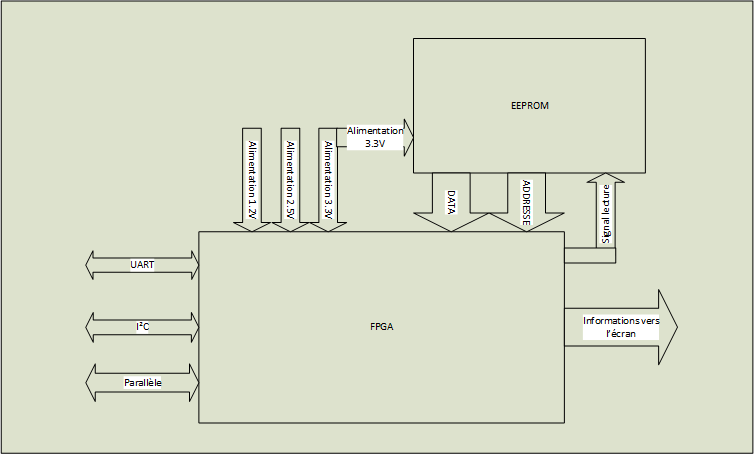 EEPROM
Alimentation
3.3V
Alimentation 1.2V
Alimentation 2.5V
Alimentation 3.3V
DATA
ADDRESSE
Signal lecture
UART
I²C
Parallèle
FPGA
Informations vers
l'écran